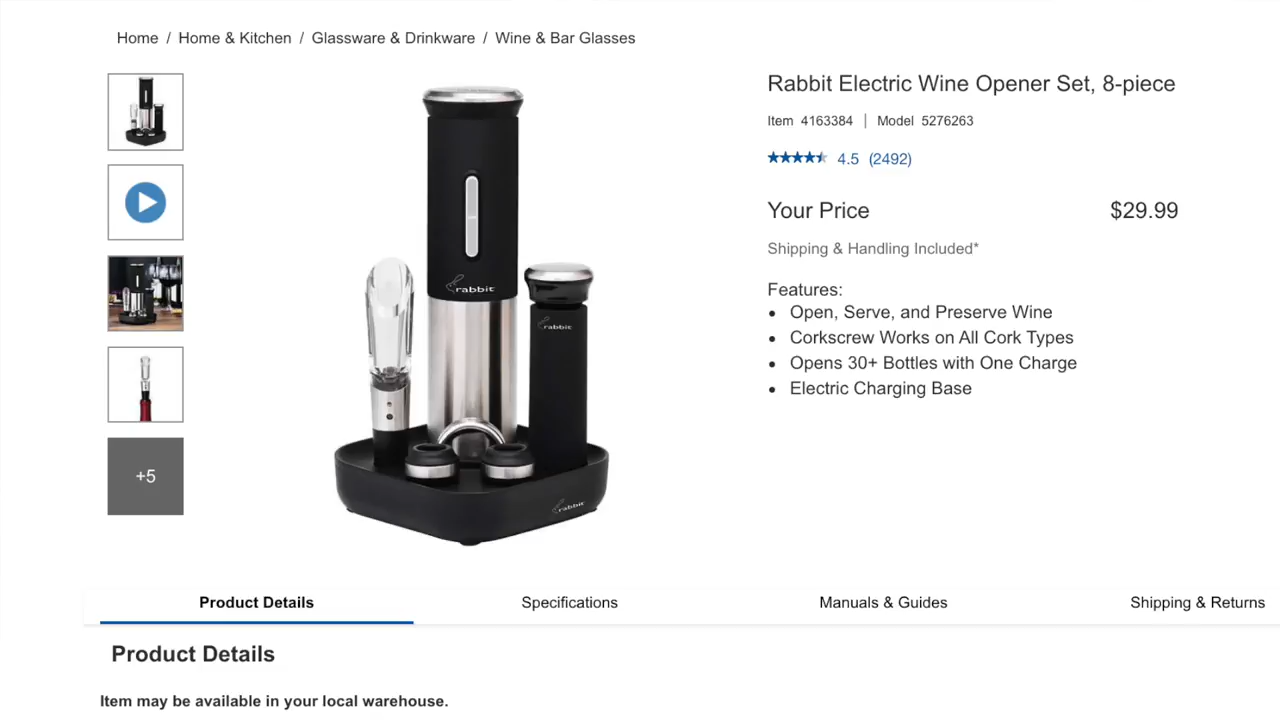 Home / Home & Kitchen / Glassware & Drinkware / Wine & Bar Glasses
Rabbit Electric Wine Opener Set, 8-piece
Item 4163384 | Model 5276263
4.5 (2492)
Your Price $29.99
Shipping & Handling Included*
Features:
• Open, Serve, and Preserve Wine
• Corkscrew Works on All Cork Types
• Opens 30+ Bottles with One Charge
• Electric Charging Base
rabbit
rabbit
rabbit
+5
Product Details Specifications Manuals & Guides Shipping & Returns
Product Details
Item may be available in your local warehouse.